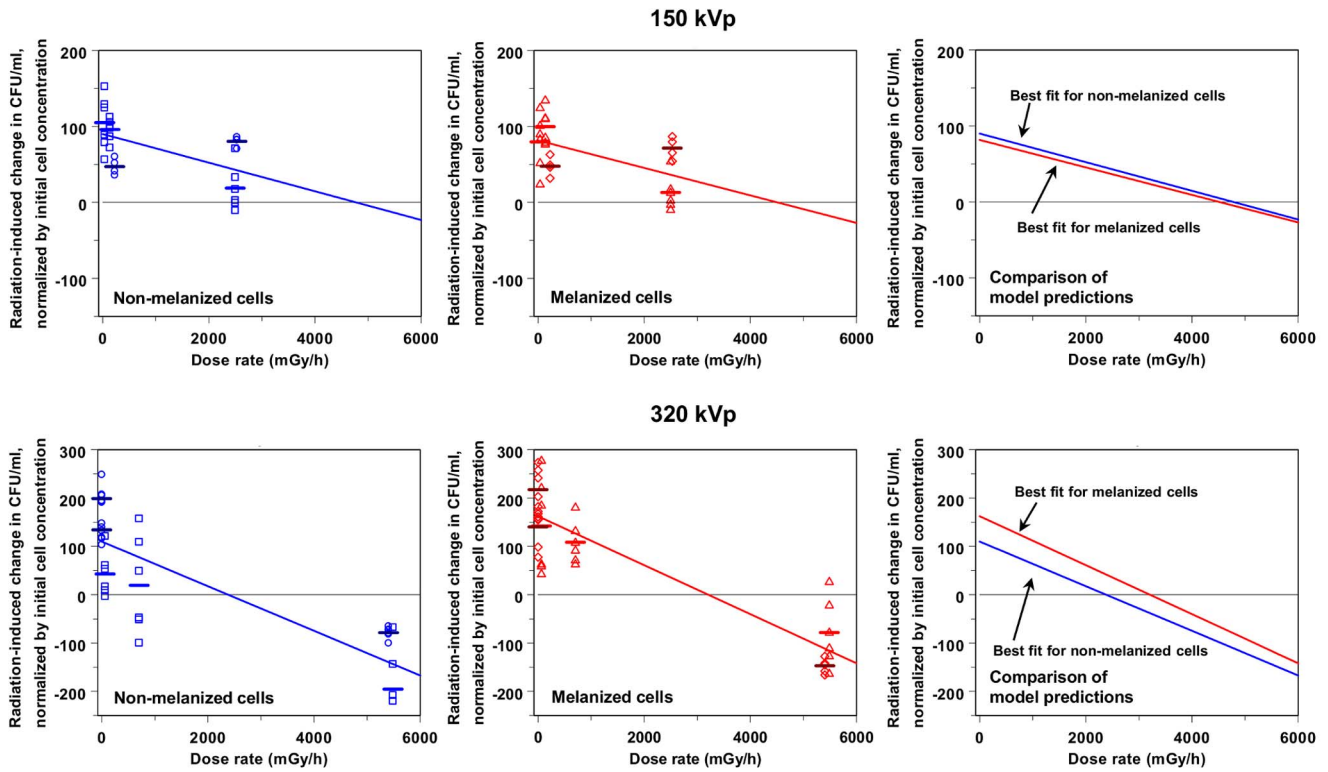 150 kVp
Radiation-induced change in CFU/ml,
normalized by initial cell concentration
200
100
0
-100
Non-melanized cells
0 2000 4000 6000
Dose rate (mGy/h)
Radiation-induced change in CFU/ml,
normalized by initial cell concentration
200
100
0
-100
Melanized cells
0 2000 4000 6000
Dose rate (mGy/h)
Radiation-induced change in CFU/ml,
normalized by initial cell concentration
200
100
0
-100
Best fit for non-melanized cells
Best fit for melanized cells
Comparison of
model predictions
0 2000 4000 6000
Dose rate (mGy/h)
320 kVp
Radiation-induced change in CFU/ml,
normalized by initial cell concentration
300
200
100
0
-100
-200
Non-melanized cells
0 2000 4000 6000
Dose rate (mGy/h)
Radiation-induced change in CFU/ml,
normalized by initial cell concentration
300
200
100
0
-100
-200
Melanized cells
0 2000 4000 6000
Dose rate (mGy/h)
Radiation-induced change in CFU/ml,
normalized by initial cell concentration
300
200
100
0
-100
-200
Best fit for melanized cells
Best fit for non-melanized cells
Comparison of
model predictions
0 2000 4000 6000
Dose rate (mGy/h)